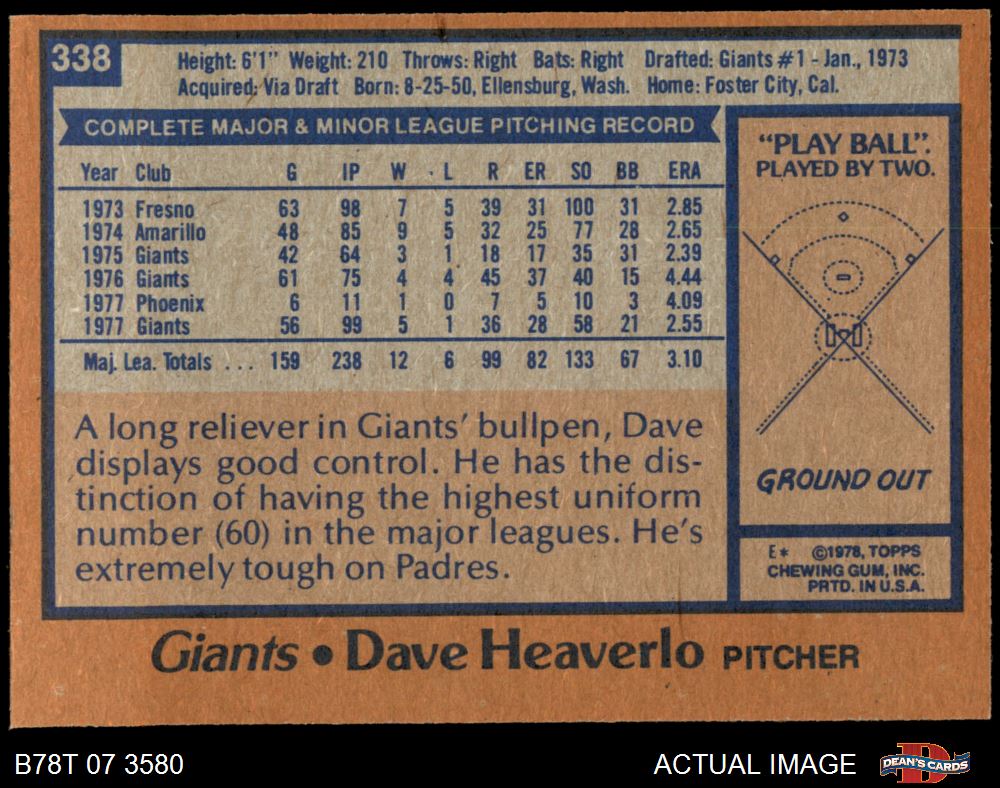 338
Height: 6'1" Weight: 210 Throws: Right Bats: Right Drafted: Giants #1 - Jan., 1973
Acquired: Via Draft Born: 8-25-50, Ellensburg, Wash. Home: Foster City, Cal.
COMPLETE MAJOR & MINOR LEAGUE PITCHING RECORD
Year Club G IP W L R ER SO BB ERA
1973 Fresno 63 98 7 5 39 31 100 31 2.85
1974 Amarillo 48 85 9 5 32 25 77 28 2.65
1975 Giants 42 64 3 1 18 17 35 31 2.39
1976 Giants 61 75 4 4 45 37 40 15 4.44
1977 Phoenix 6 11 1 0 7 5 10 3 4.09
1977 Giants 56 99 5 1 36 28 58 21 2.55
Maj. Lea. Totals ... 159 238 12 6 99 82 133 67 3.10
A long reliever in Giants' bullpen, Dave
displays good control. He has the dis-
tinction of having the highest uniform
number (60) in the major leagues. He's
extremely tough on Padres.
"PLAY BALL".
PLAYED BY TWO.
GROUND OUT
E* ©1978, TOPPS
CHEWING GUM, INC.
PRTD. IN U.S.A.
Giants • Dave Heaverlo PITCHER
B78T 07 3580
ACTUAL IMAGE
DEAN'S CARDS